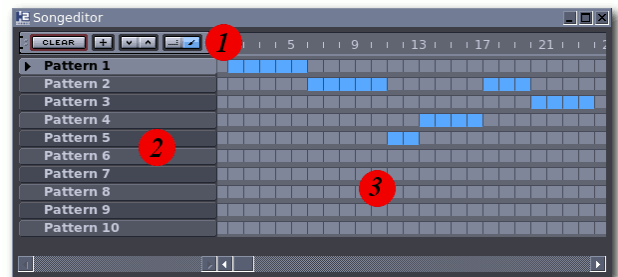 Songeditor
CLEAR 1 5 9 13 17 21
Pattern 1
Pattern 2
Pattern 3
Pattern 4
Pattern 5
2
Pattern 6
Pattern 7
3
Pattern 8
Pattern 9
Pattern 10